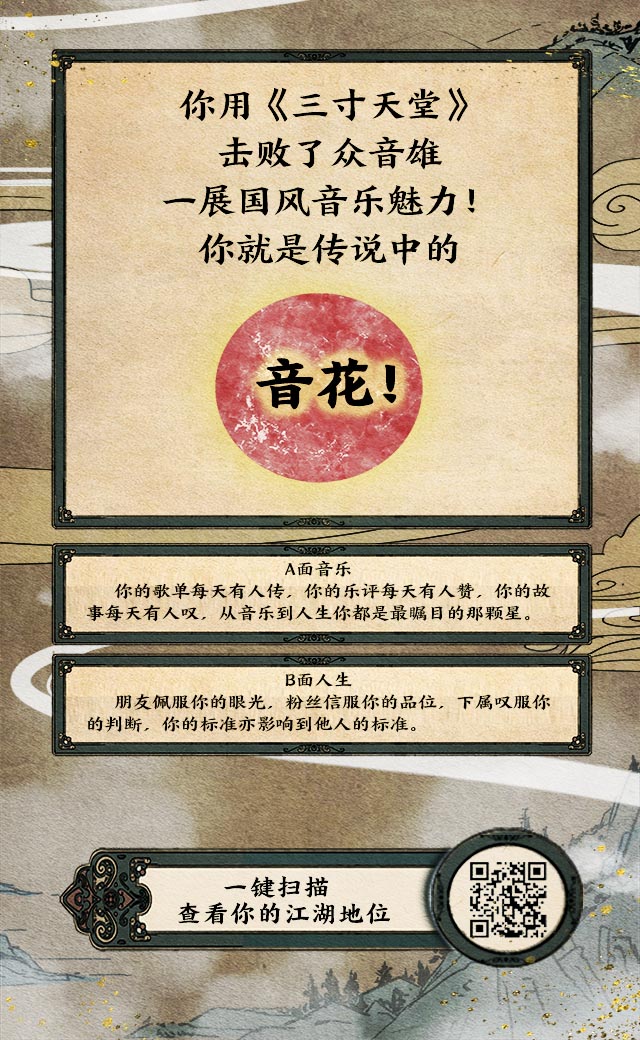 你用《三寸天堂》
击败了众音雄
一展国风音乐魅力!
你就是传说中的
音花!
A面音乐
你的歌单每天有人传，你的乐评每天有人赞，你的故
事每天有人叹，从音乐到人生你都是最瞩目的那颗星。
B面人生
朋友佩服你的眼光，粉丝信服你的品位，下属叹服你
的判断，你的标准亦影响到他人的标准。
一键扫描
查看你的江湖地位